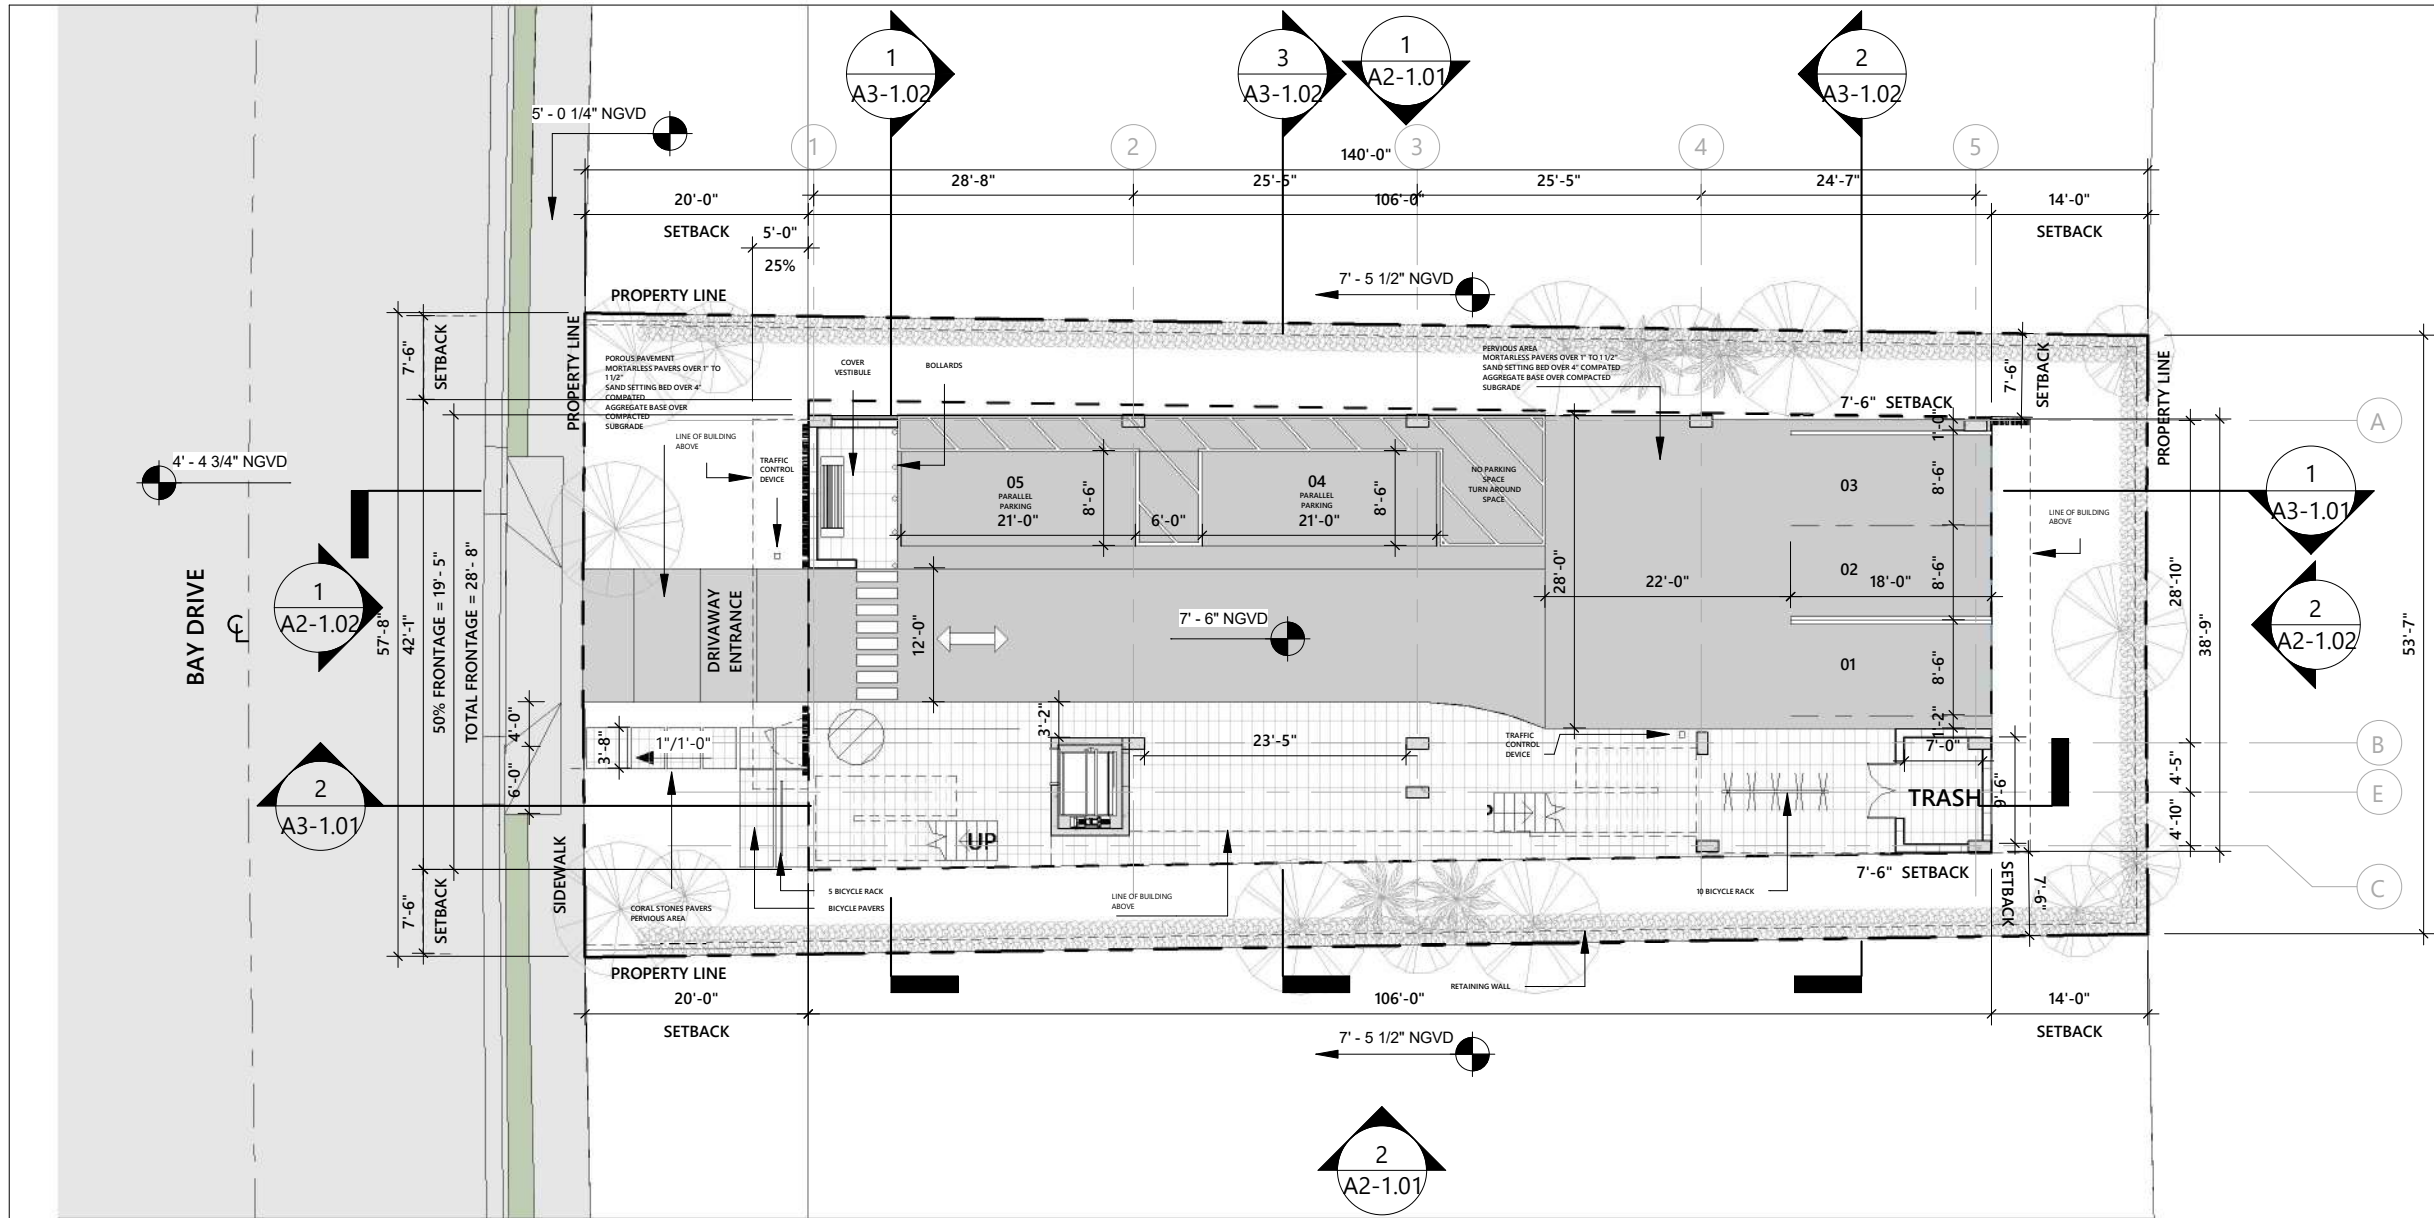 1
A3-1.02
3
A3-1.02
1
A2-1.01
2
A3-1.02
5' - 0 1/4" NGVD
1
2
3
4
5
140'-0"
28'-8"
25'-5"
25'-5"
24'-7"
20'-0"
106'-0"
14'-0"
SETBACK
5'-0"
SETBACK
25%
7' - 5 1/2" NGVD
PROPERTY LINE
7'-6"
SETBACK
PROPERTY LINE
POROUS PAVEMENT
MORTARLESS PAVERS OVER 1" TO
11/2"
SAND SETTING BED OVER 4"
COMPATED
AGGREGATE BASE OVER
COMPACTED
SUBGRADE
COVER
VESTIBULE
BOLLARDS
PERVIOUS AREA
MORTARLESS PAVERS OVER 1" TO 11/2"
SAND SETTING BED OVER 4" COMPATED
AGGREGATE BASE OVER COMPACTED
SUBGRADE
7'-6"
SETBACK
PROPERTY LINE
7'-6" SETBACK
1'-0"
A
LINE OF BUILDING
ABOVE
TRAFFIC
CONTROL
DEVICE
4' - 4 3/4" NGVD
05
PARALLEL
PARKING
21'-0"
8'-6"
6'-0"
04
PARALLEL
PARKING
21'-0"
8'-6"
NO PARKING
SPACE
TURN AROUND
SPACE
03
8'-6"
1
A3-1.01
LINE OF BUILDING
ABOVE
BAY DRIVE
1
A2-1.02
57'-8"
42'-1"
50% FRONTAGE = 19'- 5"
TOTAL FRONTAGE = 28'- 8"
DRIVAWAY
ENTRANCE
12'-0"
7' - 6" NGVD
28'-0"
22'-0"
02
18'-0"
8'-6"
28'-10"
38'-9"
2
A2-1.02
53'-7"
01
8'-6"
4'-0"
3'-8"
1"/1'-0"
3'-2"
23'-5"
TRAFFIC
CONTROL
DEVICE
1'-2"
7'-0"
B
6'-0"
2
A3-1.01
TRASH
9'-6"
4'-5"
E
4'-10"
UP
SIDEWALK
7'-6"
SETBACK
CORAL STONES PAVERS
PERVIOUS AREA
5 BICYCLE RACK
BICYCLE PAVERS
LINE OF BUILDING
ABOVE
10 BICYCLE RACK
7'-6" SETBACK
SETBACK
7'-6"
C
PROPERTY LINE
RETAINING WALL
20'-0"
106'-0"
14'-0"
SETBACK
SETBACK
7' - 5 1/2" NGVD
2
A2-1.01